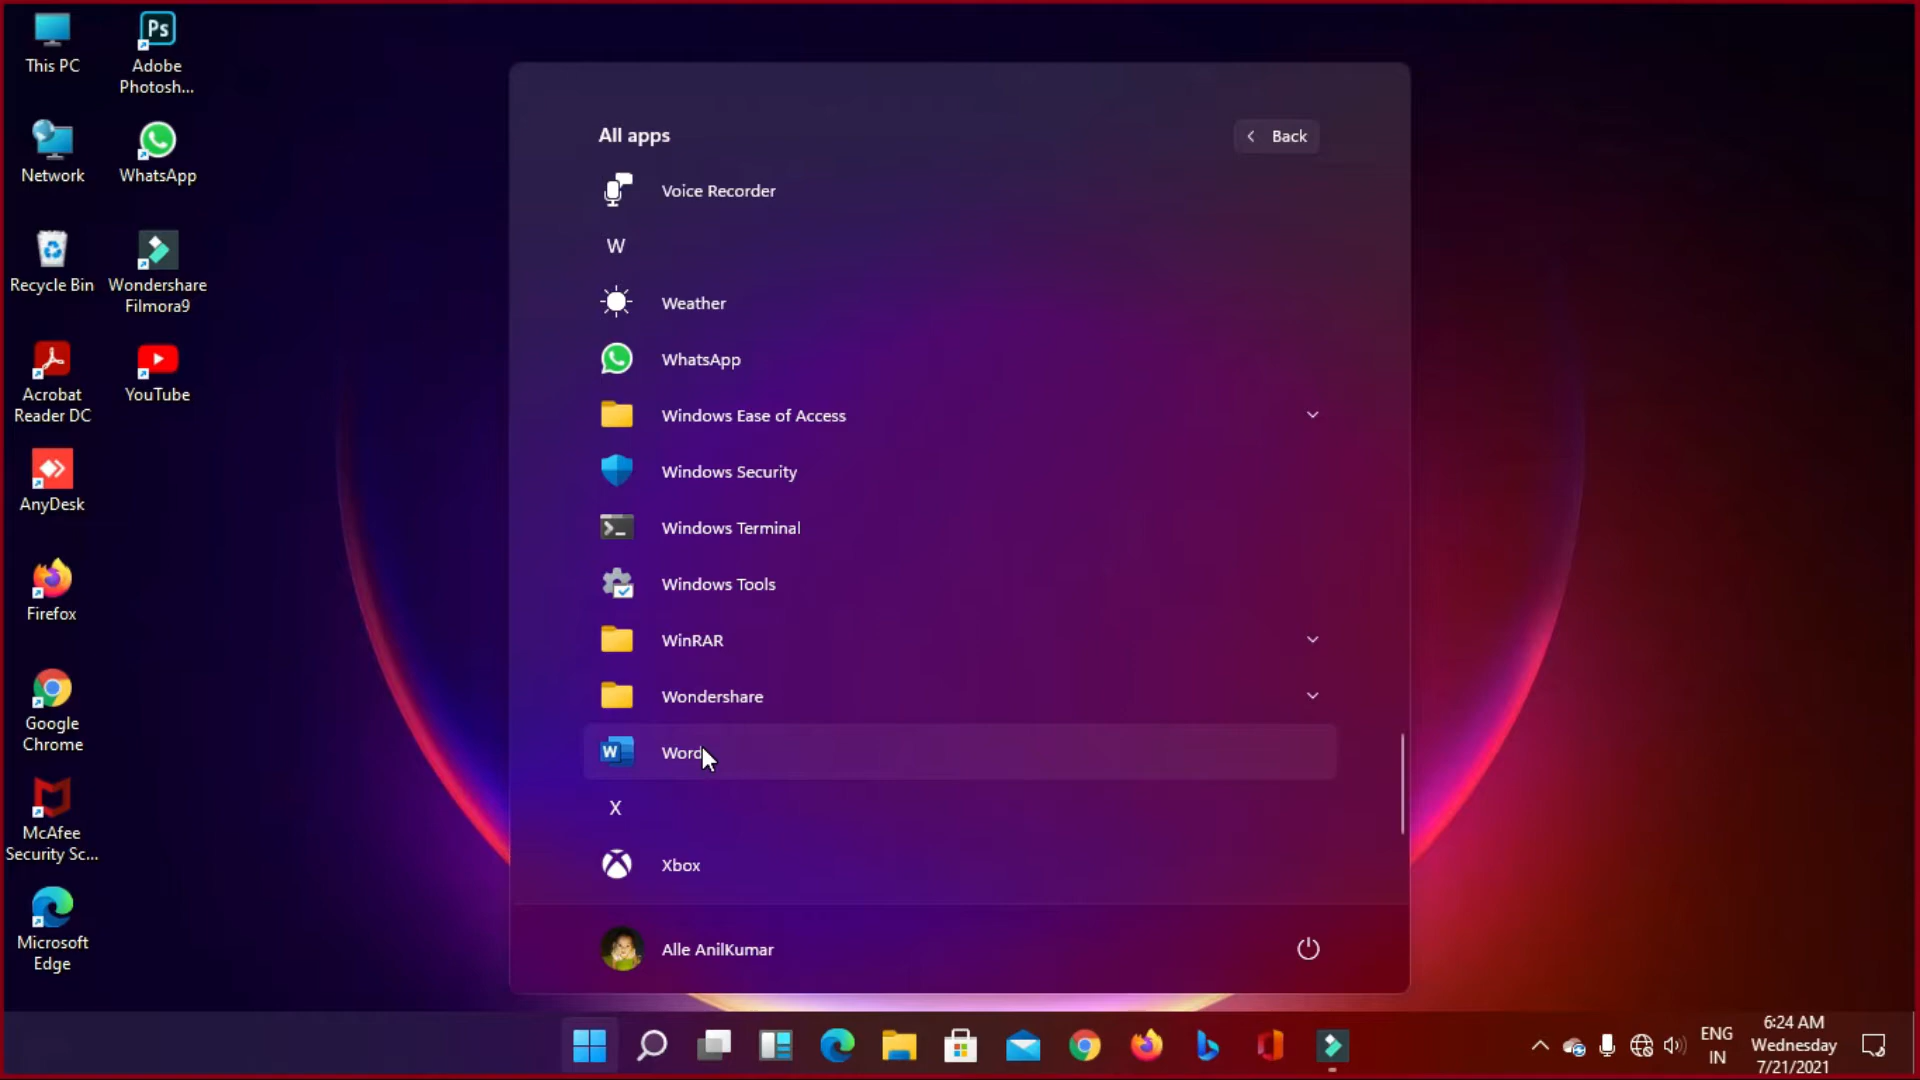 This PC
Adobe
Photosh...
Network
WhatsApp
Recycle Bin
Wondershare
Filmora9
Acrobat
Reader DC
YouTube
AnyDesk
Firefox
Google
Chrome
McAfee
Security Sc...
Microsoft
Edge
All apps
Back
Voice Recorder
W
Weather
WhatsApp
Windows Ease of Access
Windows Security
Windows Terminal
Windows Tools
WinRAR
Wondershare
Word
X
Xbox
Alle AnilKumar
ENG
IN
6:24 AM
Wednesday
7/21/2021